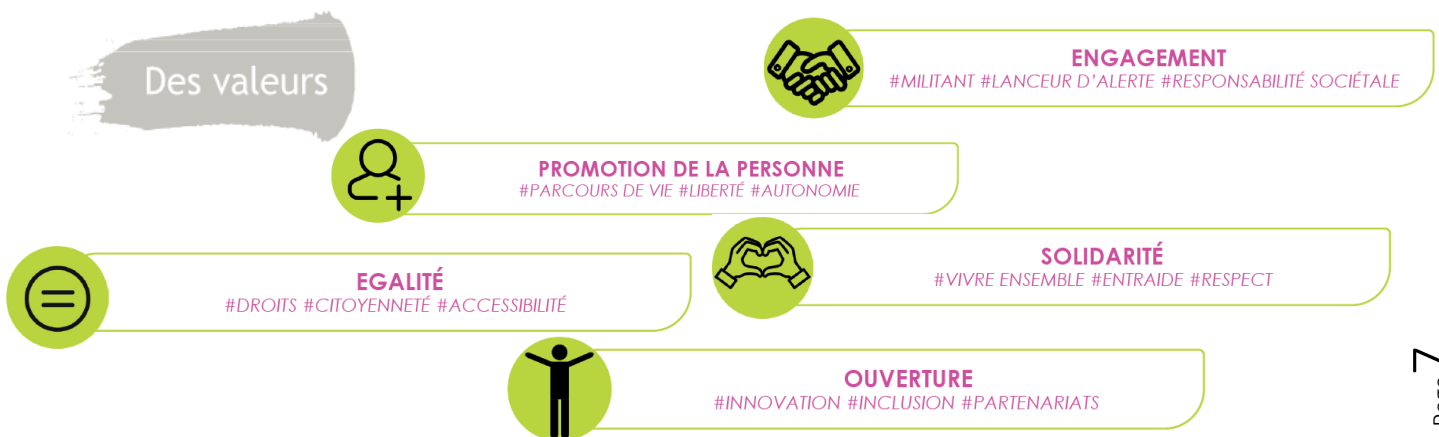 Des valeurs
ENGAGEMENT
#MILITANT #LANCEUR D'ALERTE #RESPONSABILITÉ SOCIÉTALE
PROMOTION DE LA PERSONNE
#PARCOURS DE VIE #LIBERTÉ #AUTONOMIE
SOLIDARITÉ
#VIVRE ENSEMBLE #ENTRAIDE #RESPECT
EGALITÉ
#DROITS #CITOYENNETÉ #ACCESSIBILITÉ
OUVERTURE
#INNOVATION #INCLUSION #PARTENARIATS
Page 7